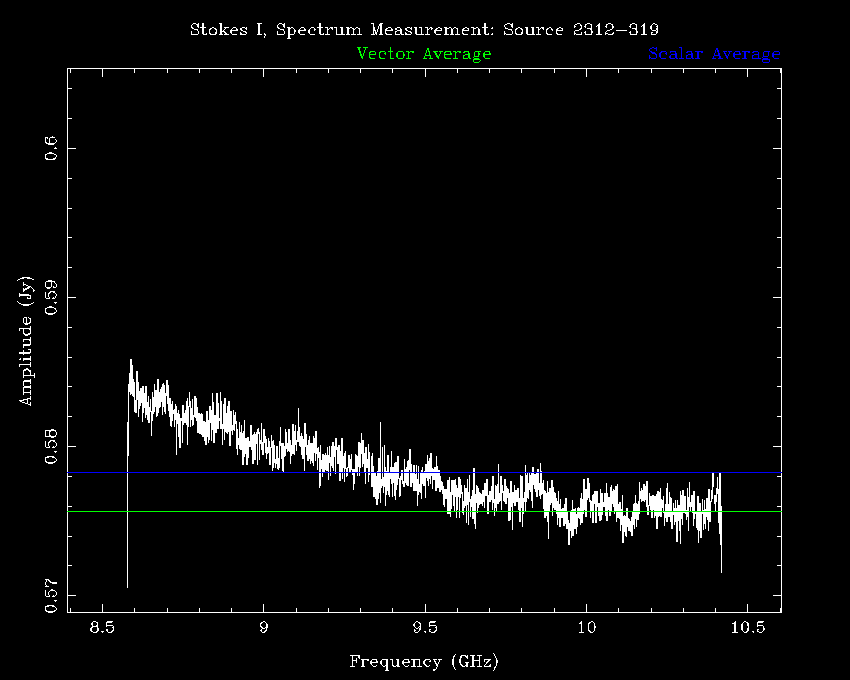 Stokes I, Spectrum Measurement: Source 2312-319
Vector Average Scalar Average
0.6
0.59
0.58
0.57
Amplitude (Jy)
8.5 9 9.5 10 10.5
Frequency (GHz)